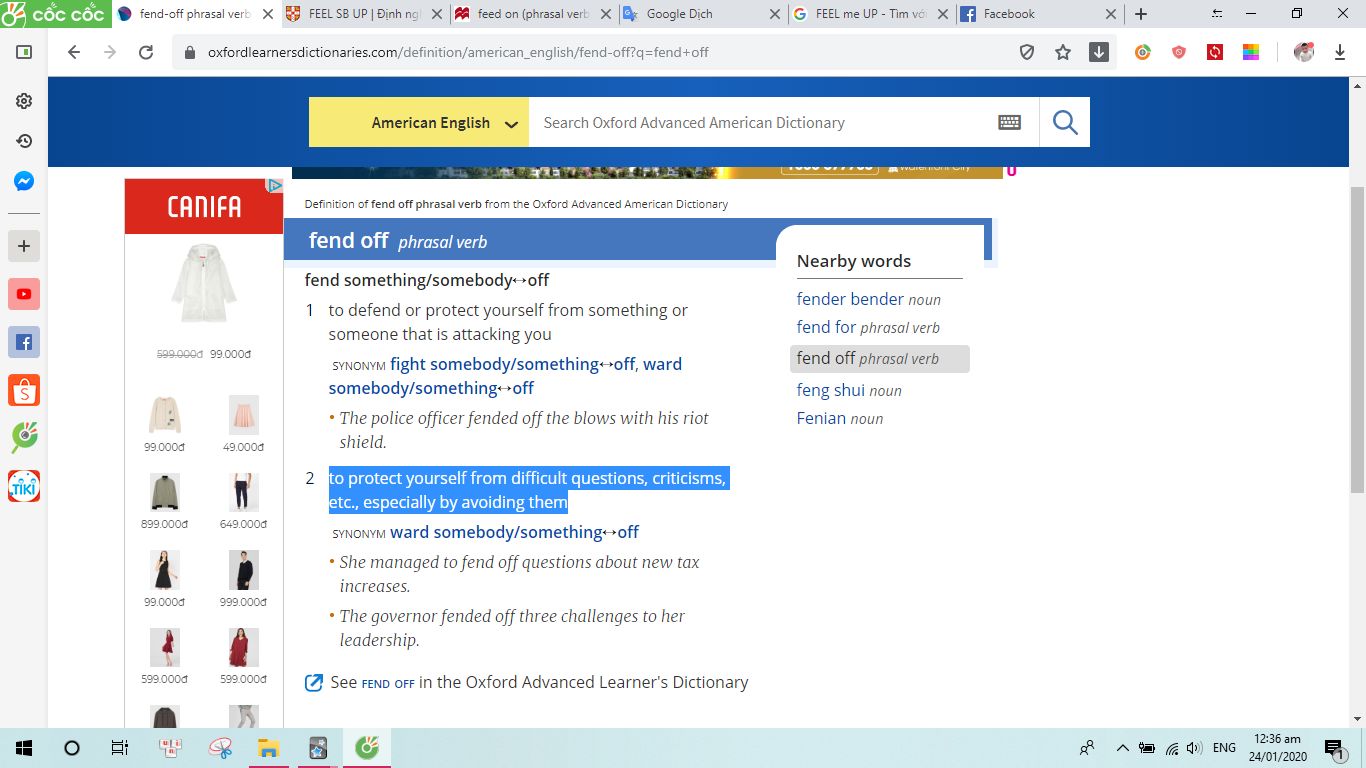 cốc cốc
fend-off phrasal verb
FEEL SB UP | Định ngh
feed on (phrasal verb
Google Dịch
FEEL me UP - Tìm với
Facebook
oxfordlearnersdictionaries.com/definition/american_english/fend-off?q=fend+off
American English
Search Oxford Advanced American Dictionary
CANIFA
Definition of fend off phrasal verb from the Oxford Advanced American Dictionary
fend off phrasal verb
fend something/somebody↔off
1 to defend or protect yourself from something or
someone that is attacking you
SYNONYM fight somebody/something↔off, ward
somebody/something↔off
• The police officer fended off the blows with his riot
shield.
2 to protect yourself from difficult questions, criticisms,
etc., especially by avoiding them
SYNONYM ward somebody/something↔off
• She managed to fend off questions about new tax
increases.
• The governor fended off three challenges to her
leadership.
See FEND OFF in the Oxford Advanced Learner's Dictionary
Nearby words
fender bender noun
fend for phrasal verb
fend off phrasal verb
feng shui noun
Fenian noun
599.000đ 99.000đ
99.000đ 49.000đ
899.000đ 649.000đ
99.000đ 999.000đ
599.000đ 599.000đ
TIKI
ENG
12:36 am
24/01/2020
1